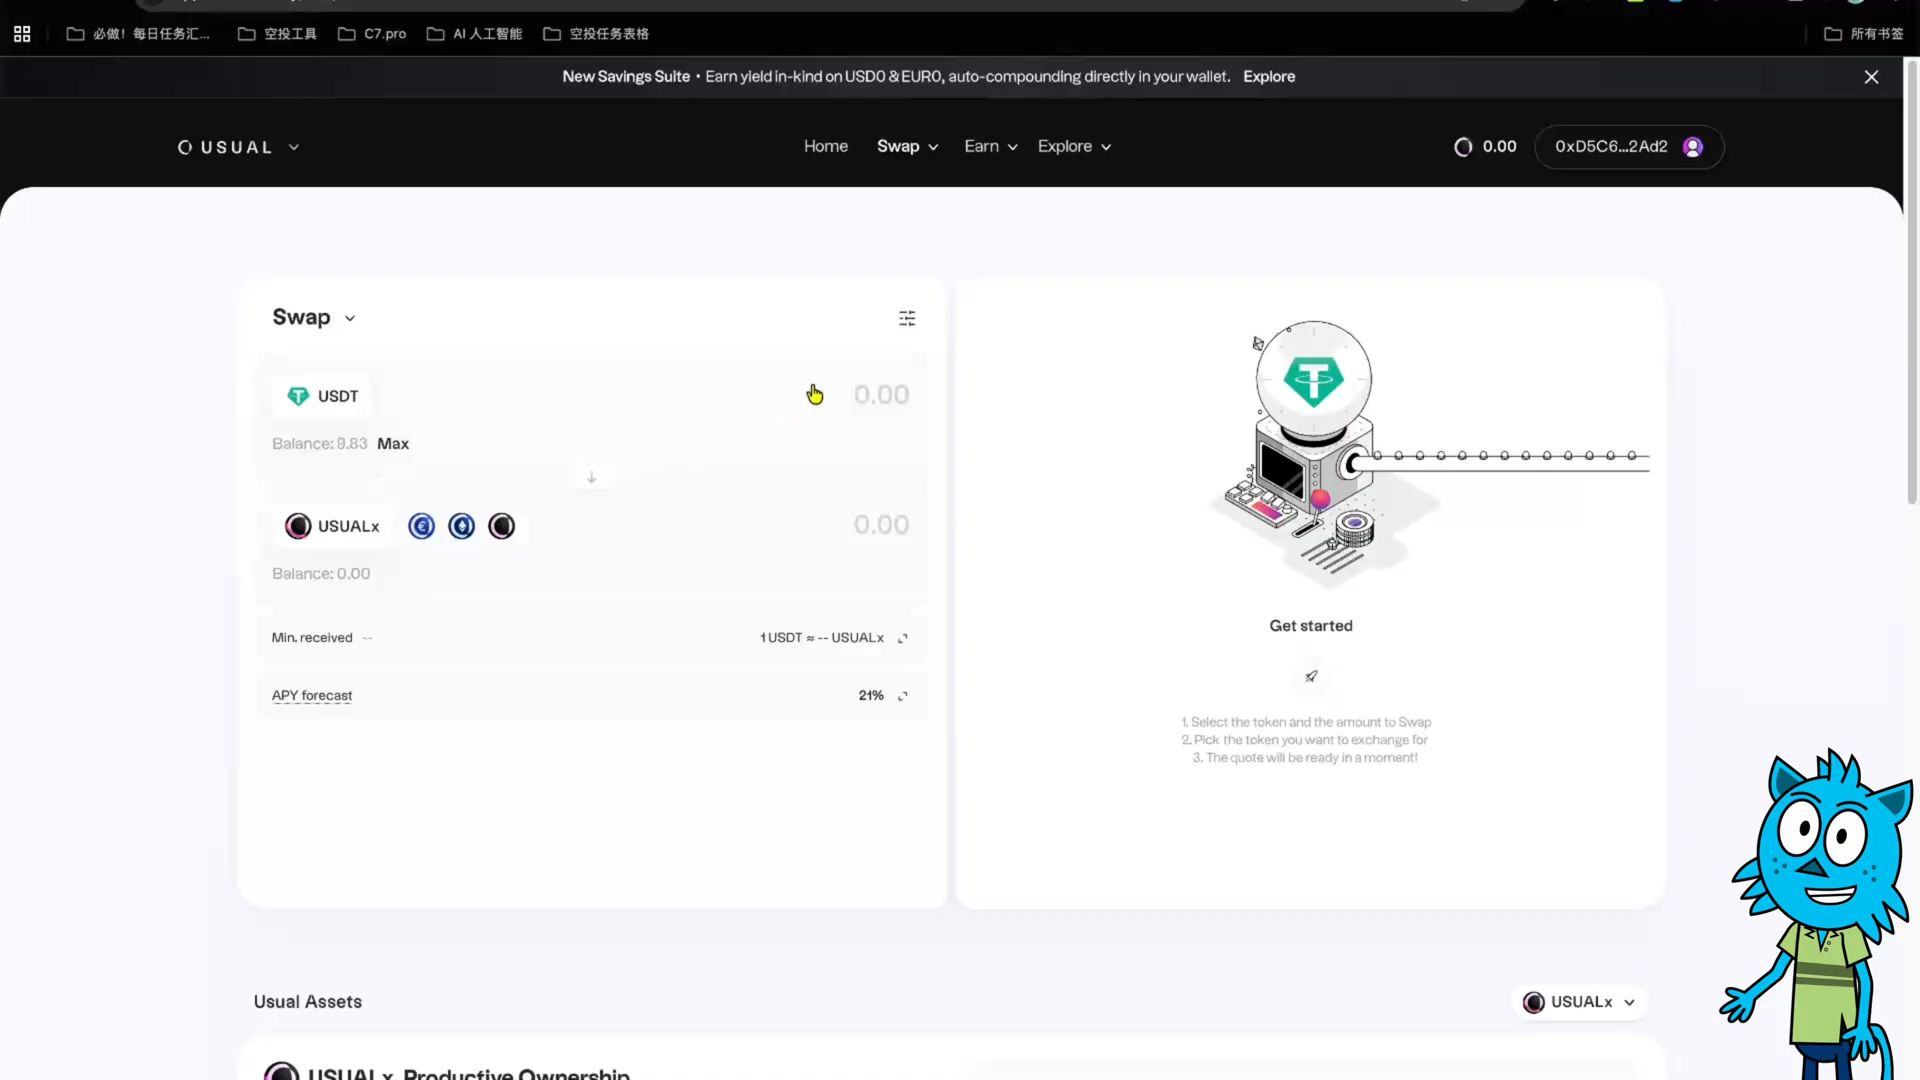 必做！每日任务汇...
空投工具
C7.pro
AI 人工智能
空投任务表格
所有书签
New Savings Suite • Earn yield in-kind on USD0 & EUR0, auto-compounding directly in your wallet. Explore
USUAL
Home
Swap
Earn
Explore
0.00
0xD5C6...2Ad2
Swap
USDT
0.00
Balance: 9.83 Max
USUALx
0.00
Balance: 0.00
Min. received --
1 USDT ≈ -- USUALx
APY forecast
21%
Get started
1. Select the token and the amount to Swap
2. Pick the token you want to exchange for
3. The quote will be ready in a moment!
Usual Assets
USUALx
USUALx, Productive Ownership